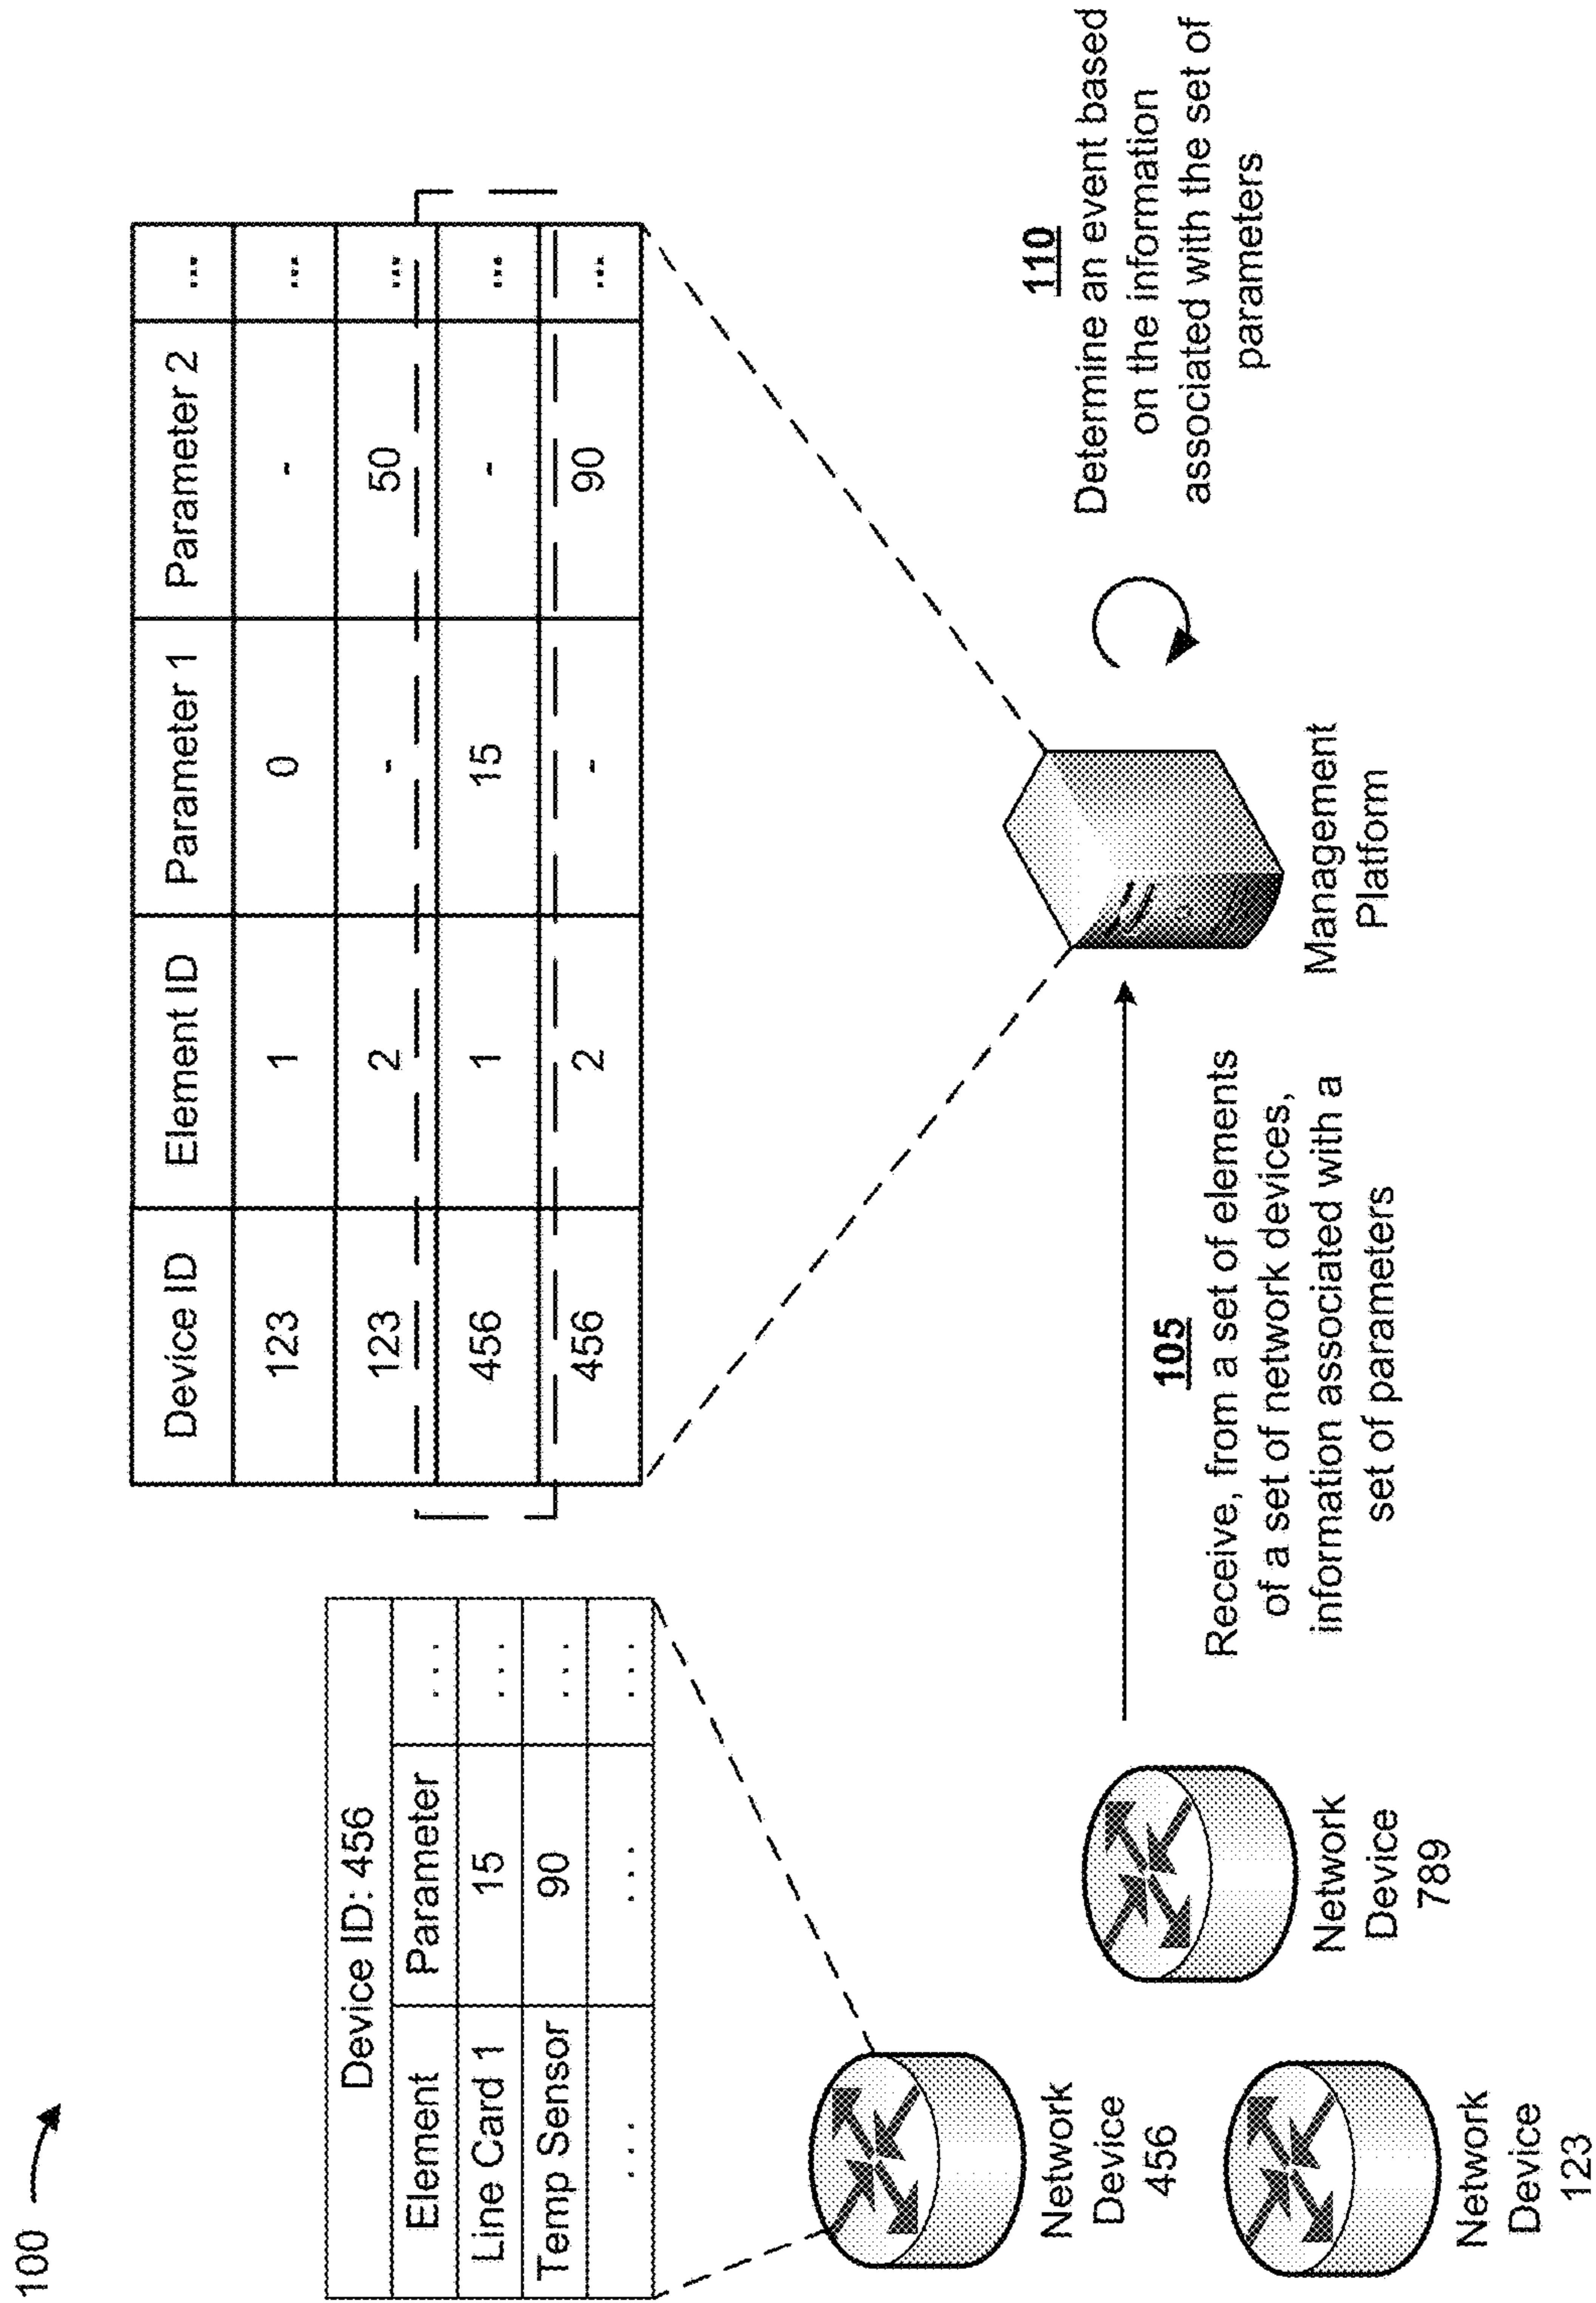 100
Device ID: 456
Element Parameter ...
Line Card 1 15 ...
Temp Sensor 90 ...
... ... ...
Device ID Element ID Parameter 1 Parameter 2 ...
123 1 0 - ...
123 2 - 50 ...
456 1 15 - ...
456 2 - 90 ...
Network
Device
456
Network
Device
123
Network
Device
789
105
Receive, from a set of elements
of a set of network devices,
information associated with a
set of parameters
Management
Platform
110
Determine an event based
on the information
associated with the set of
parameters